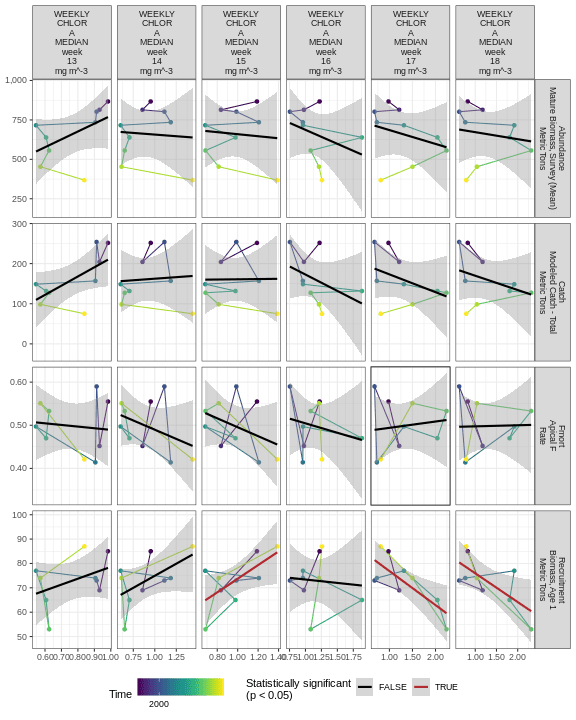 WEEKLY CHLOR A MEDIAN week 13 mg m^-3
WEEKLY CHLOR A MEDIAN week 14 mg m^-3
WEEKLY CHLOR A MEDIAN week 15 mg m^-3
WEEKLY CHLOR A MEDIAN week 16 mg m^-3
WEEKLY CHLOR A MEDIAN week 17 mg m^-3
WEEKLY CHLOR A MEDIAN week 18 mg m^-3
1,000
750
500
250
Abundance
Mature Biomass, Survey (Mean)
Metric Tons
300
200
100
0
Catch
Modeled Catch - Total
Metric Tons
0.60
0.50
0.40
Fmort
Apical F
Rate
100
90
80
70
60
50
Recruitment
Biomass, Age 1
Metric Tons
0.60 0.70 0.80 0.90 1.00
0.75 1.00 1.25
0.80 1.00 1.20 1.40
0.75 1.00 1.25 1.50 1.75
1.00 1.50 2.00
1.00 1.50 2.00
Time
2000
Statistically significant
(p < 0.05)
FALSE
TRUE